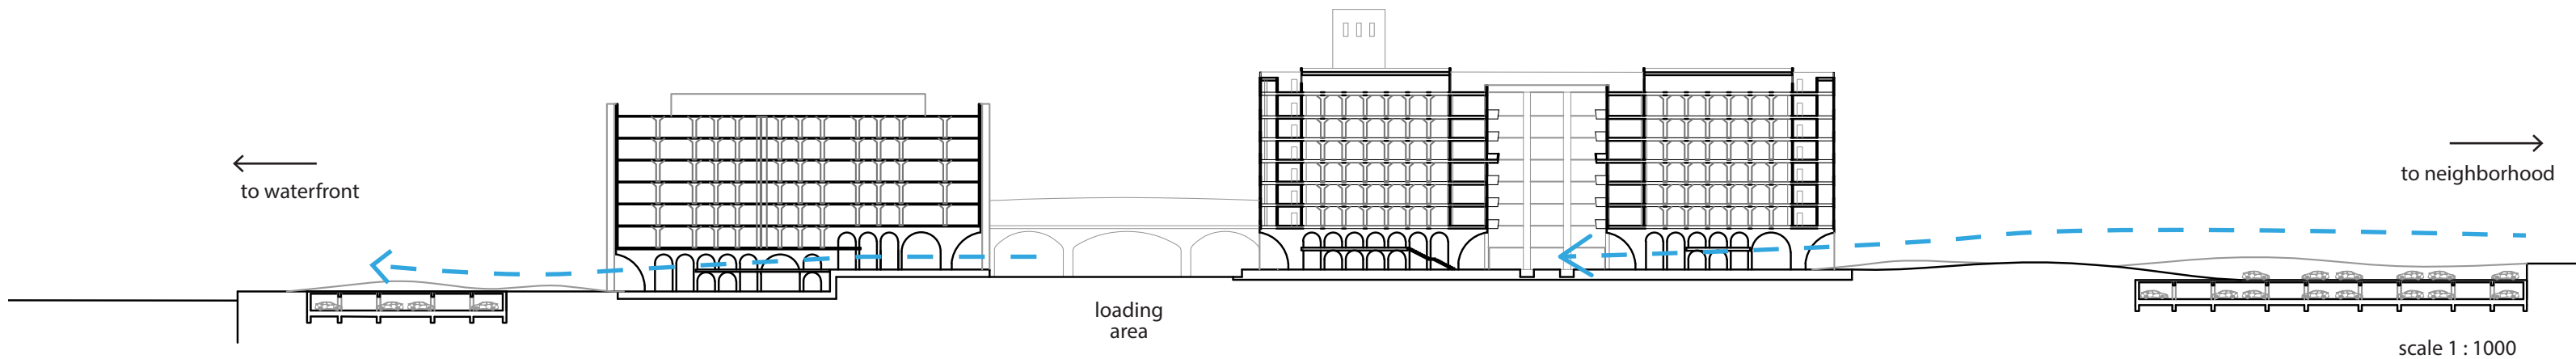 to waterfront
to neighborhood
loading
area
scale 1 : 1000